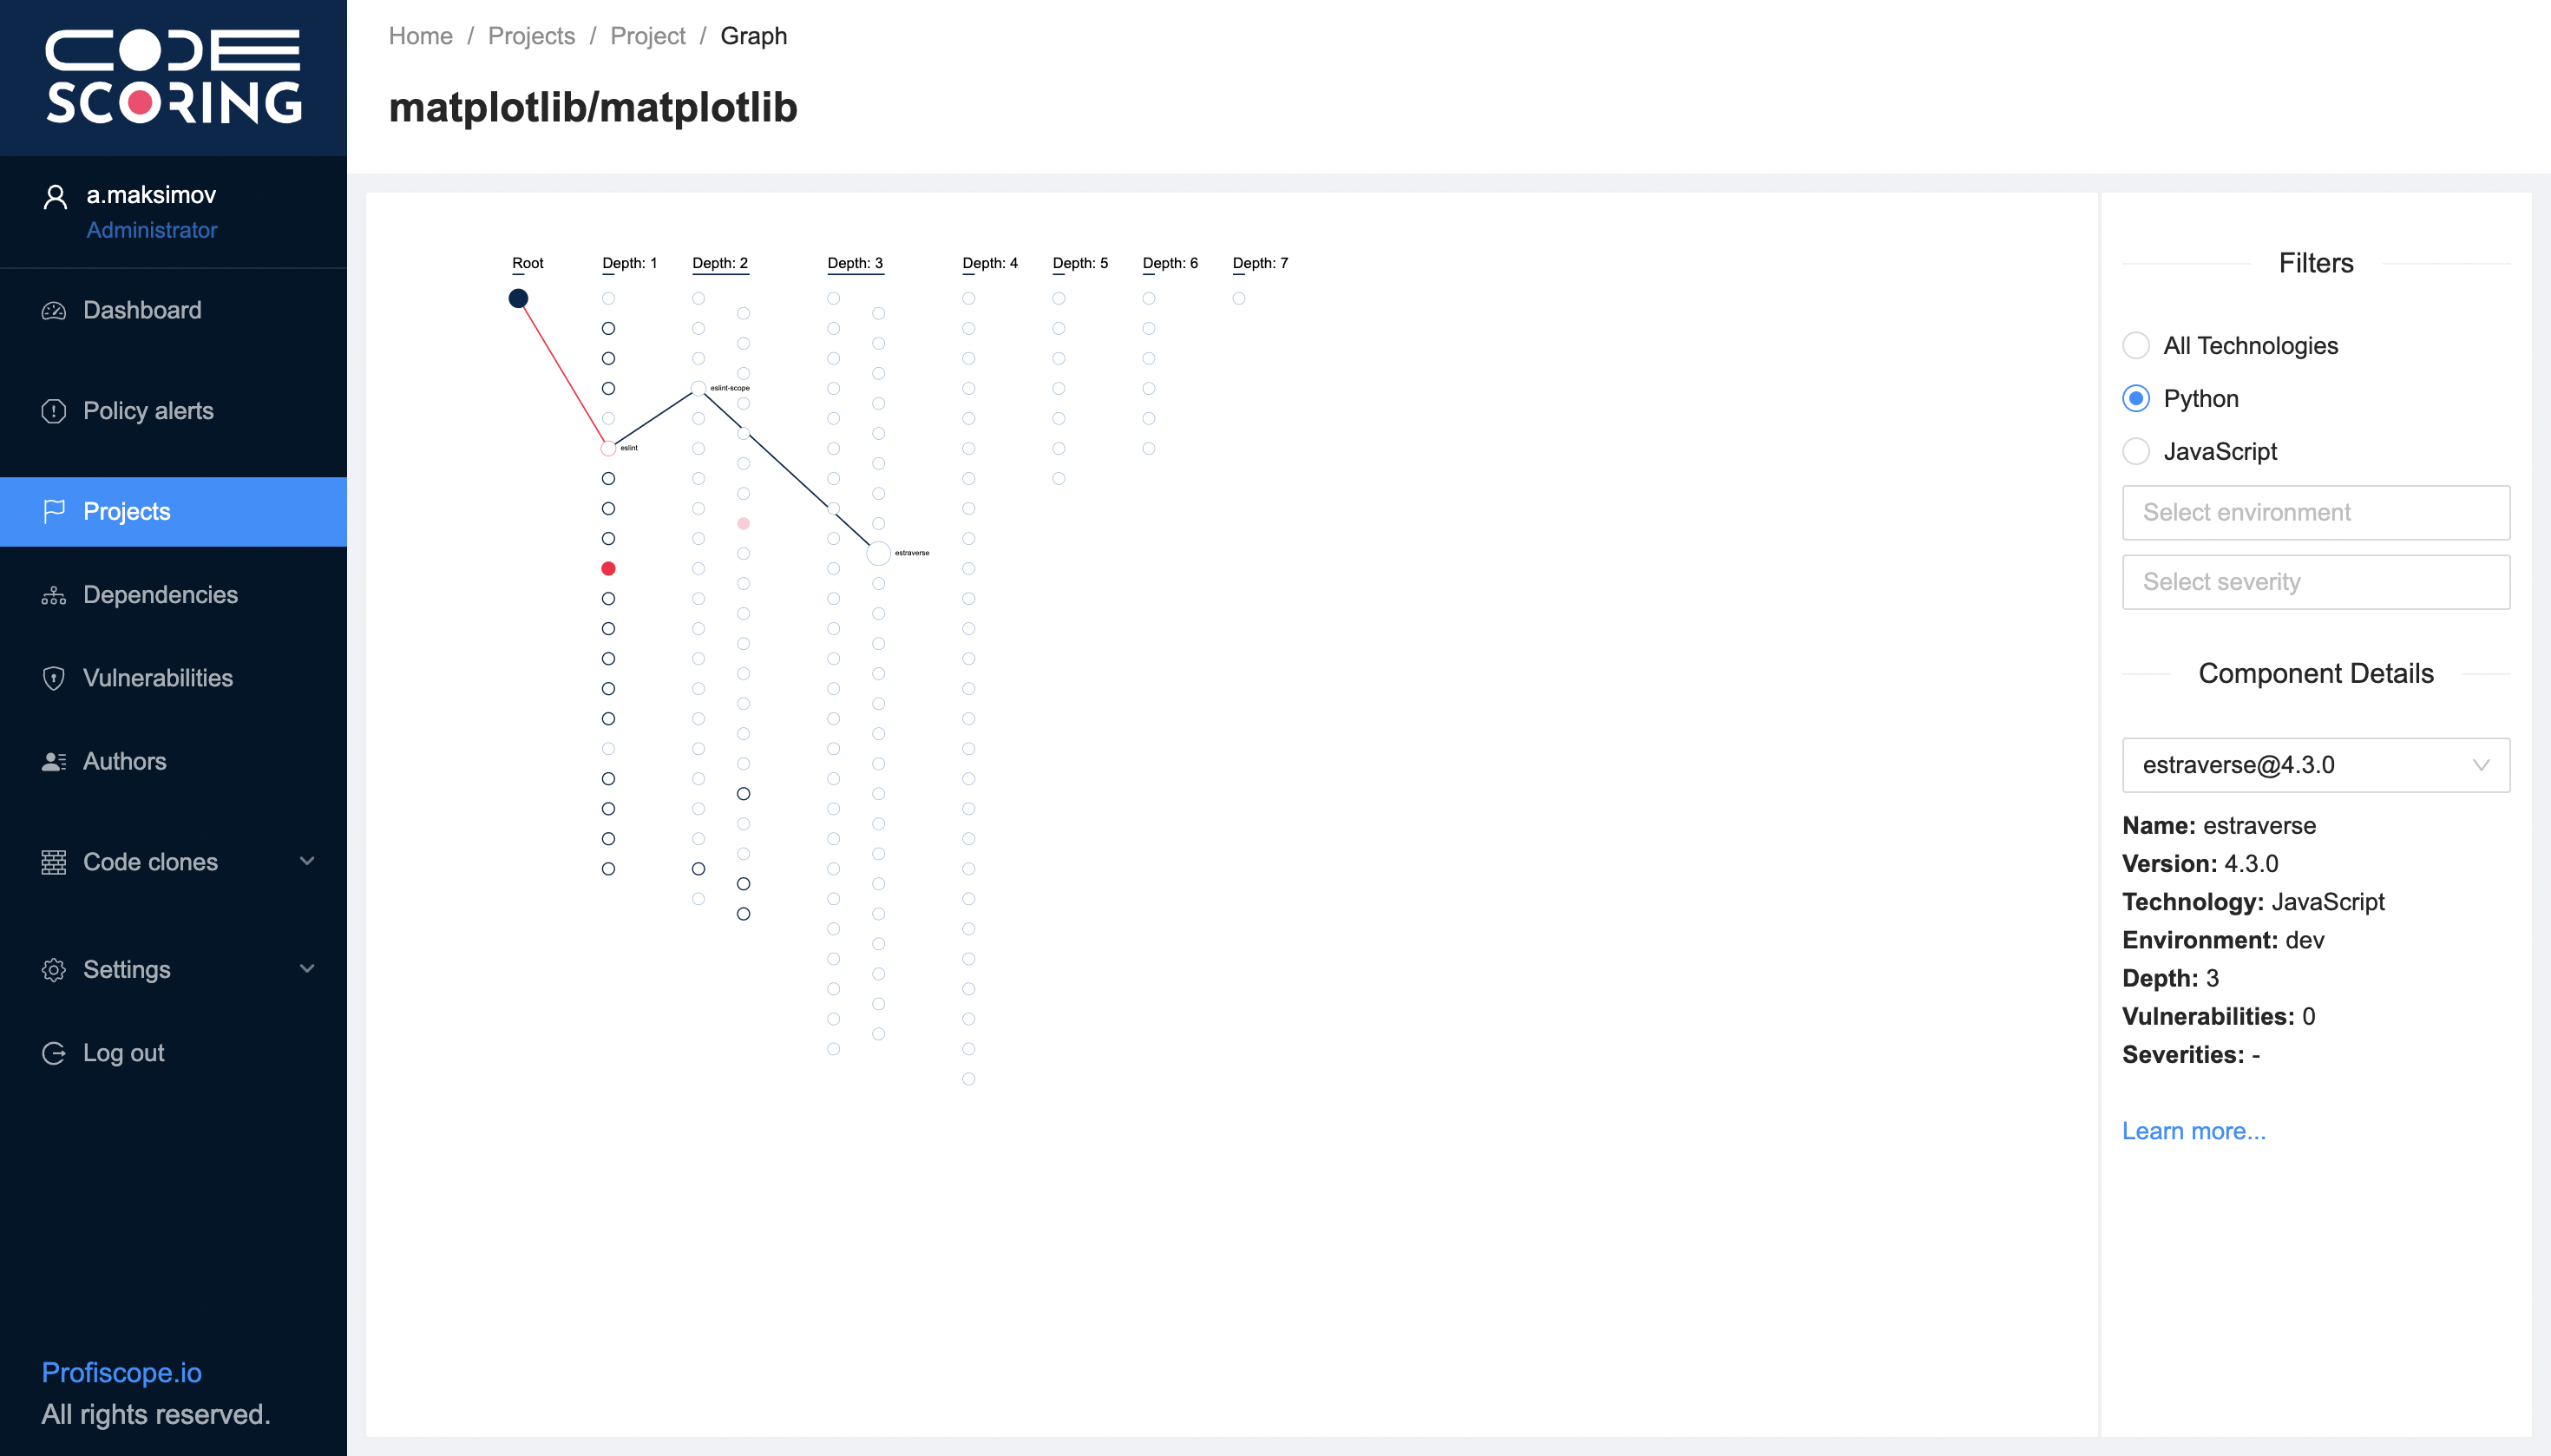 CODE
SCORING
a.maksimov
Administrator
Dashboard
Policy alerts
Projects
Dependencies
Vulnerabilities
Authors
Code clones
Settings
Log out
Profiscope.io
All rights reserved.
Home / Projects / Project / Graph
matplotlib/matplotlib
Root Depth: 1 Depth: 2 Depth: 3 Depth: 4 Depth: 5 Depth: 6 Depth: 7
eslint-scope
eslint
estraverse
Filters
All Technologies
Python
JavaScript
Select environment
Select severity
Component Details
estraverse@4.3.0
Name: estraverse
Version: 4.3.0
Technology: JavaScript
Environment: dev
Depth: 3
Vulnerabilities: 0
Severities: -
Learn more...